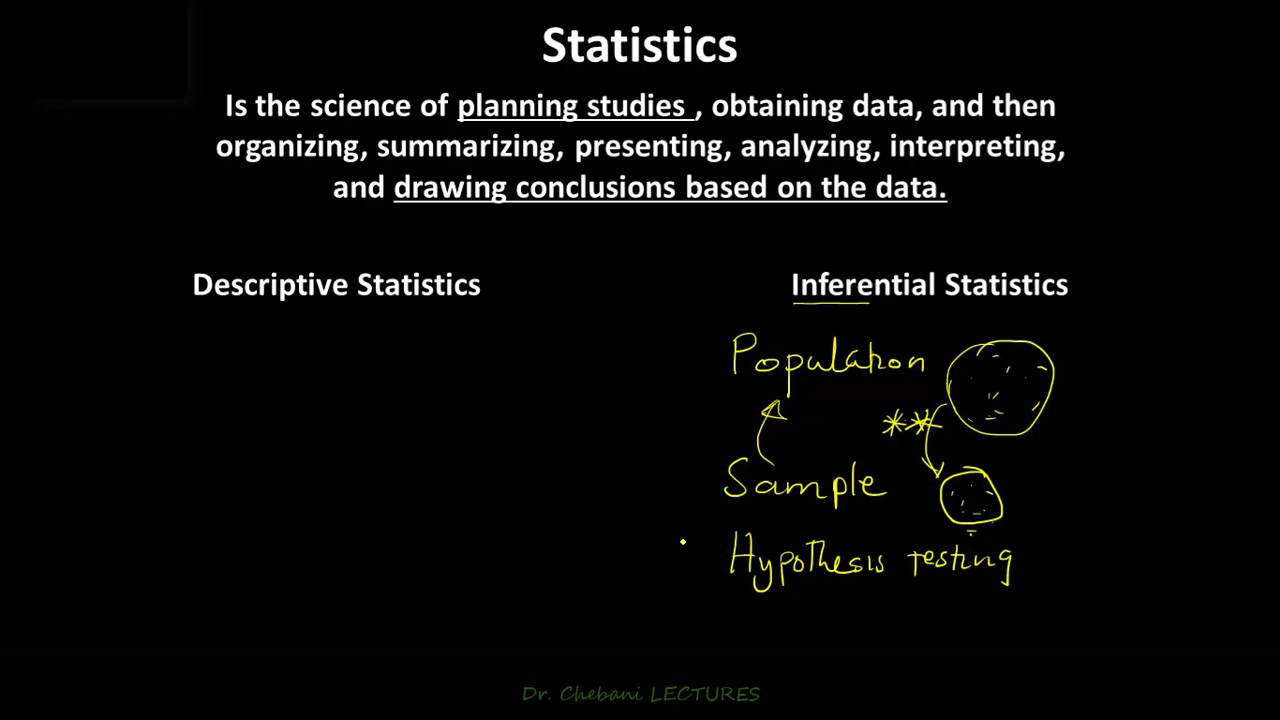 Statistics
Is the science of planning studies , obtaining data, and then
organizing, summarizing, presenting, analyzing, interpreting,
and drawing conclusions based on the data.
Descriptive Statistics
Inferential Statistics
Population
**
Sample
Hypothesis testing
Dr. Chebani LECTURES